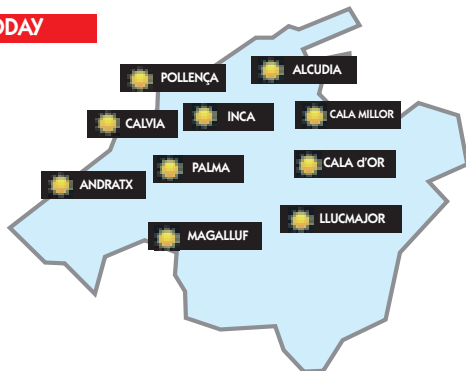 ODAY
POLLENÇA
ALCUDIA
CALVIA
INCA
CALA MILLOR
PALMA
CALA d'OR
ANDRATX
MAGALLUF
LLUCMAJOR